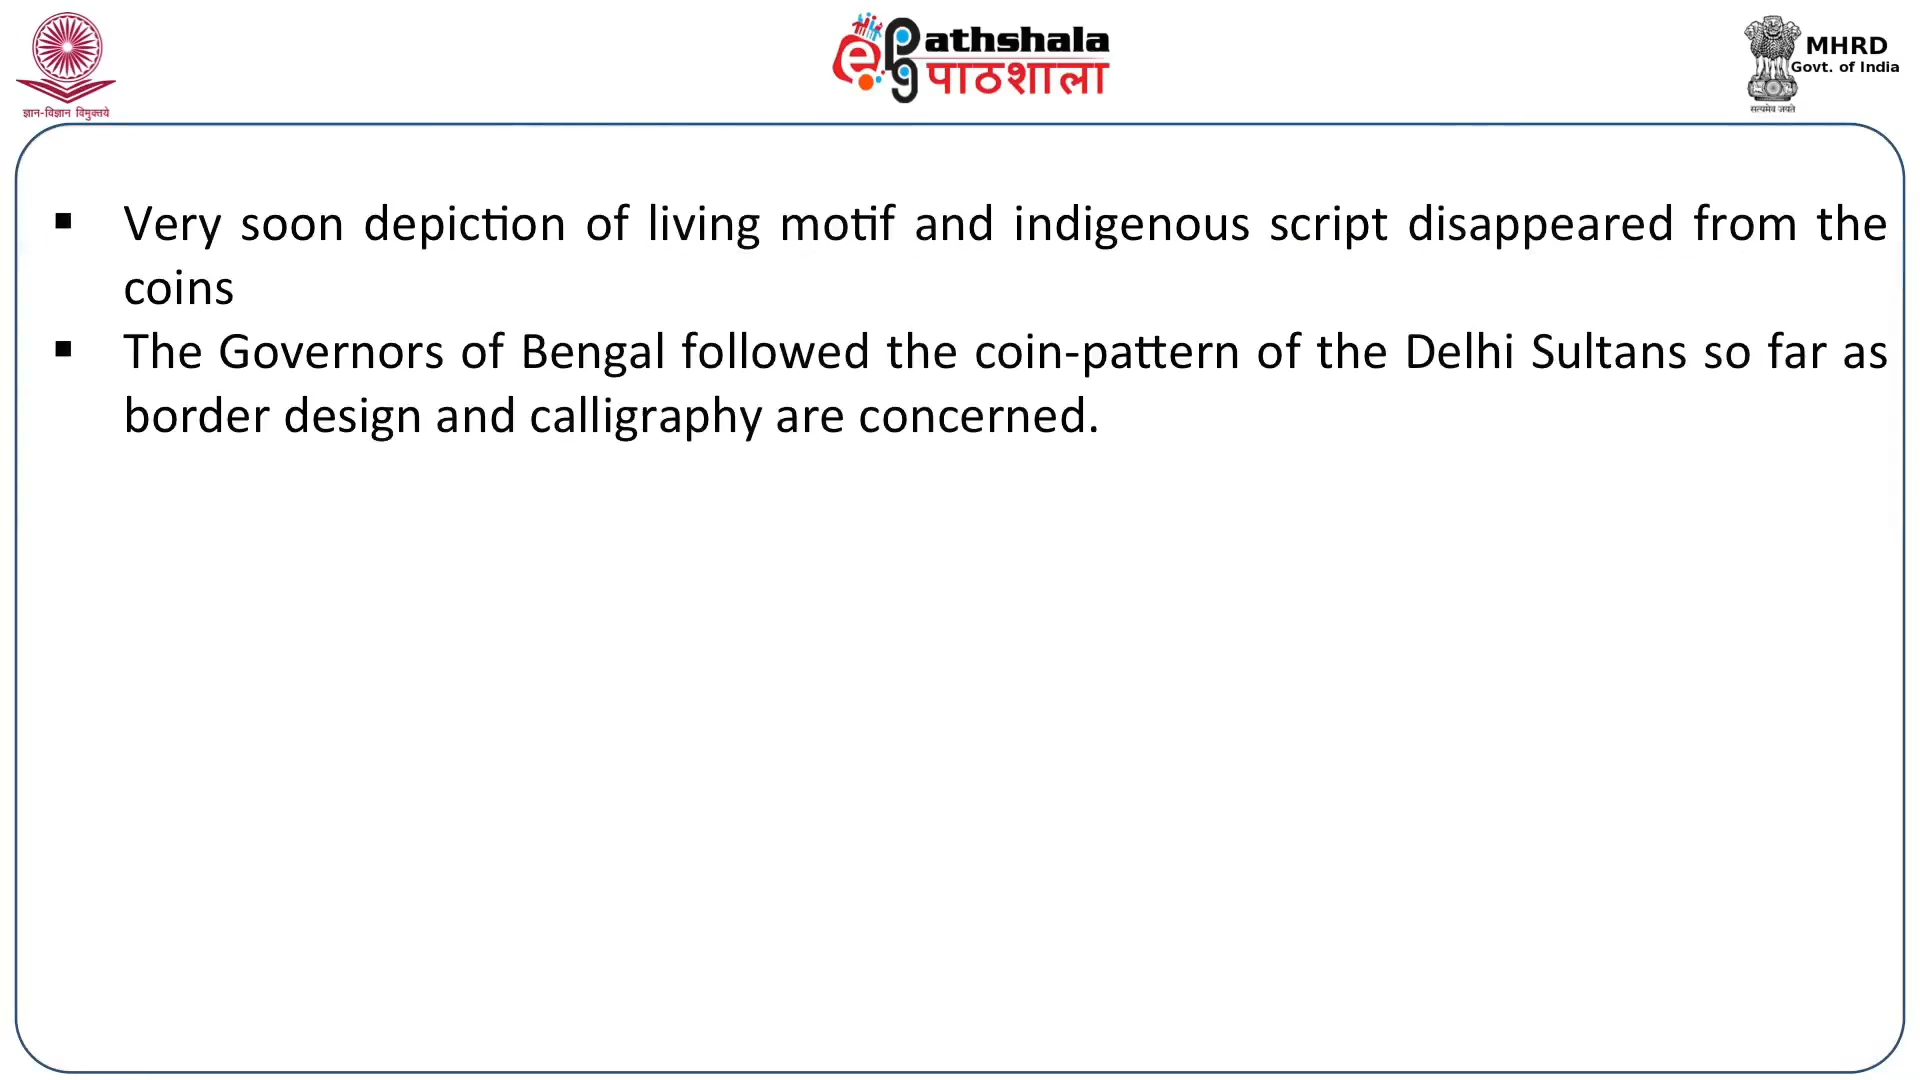 ज्ञान-विज्ञान विमुक्तये
e Pg athshala
पाठशाला
MHRD
Govt. of India
सत्यमेव जयते
▪ Very soon depiction of living motif and indigenous script disappeared from the
coins
▪ The Governors of Bengal followed the coin-pattern of the Delhi Sultans so far as
border design and calligraphy are concerned.